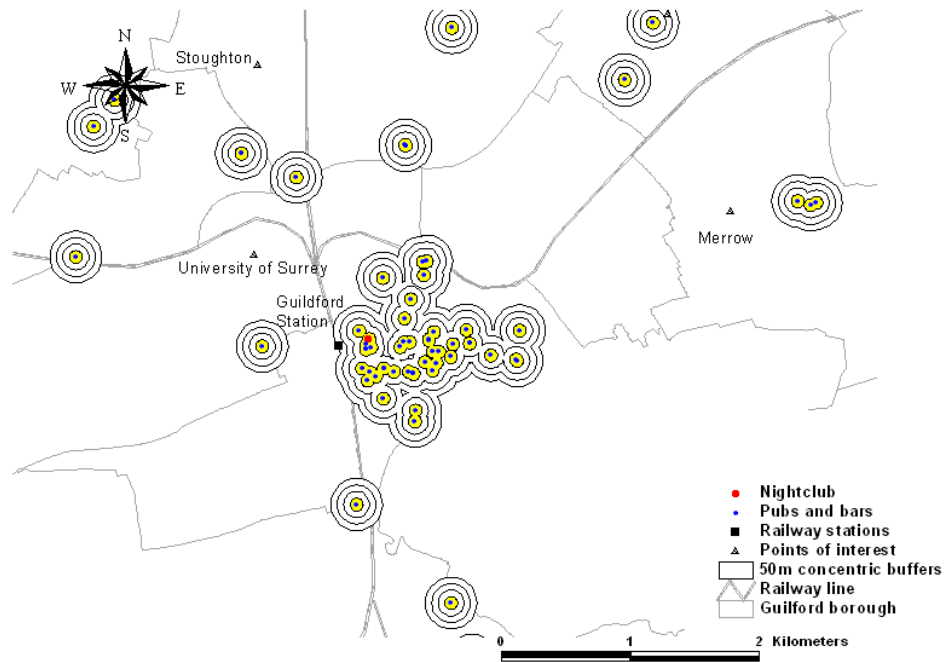 N
Stoughton
W
E
S
Merrow
University of Surrey
Guildford
Station
Nightclub
Pubs and bars
Railway stations
Points of interest
50m concentric buffers
Railway line
Guilford borough
0 1 2 Kilometers